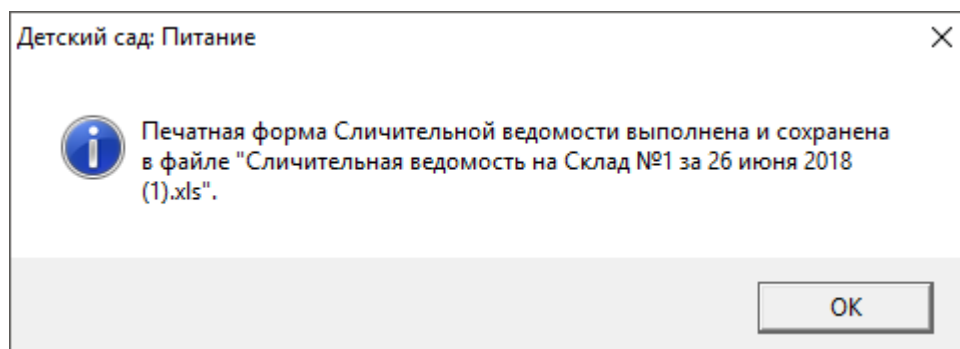 Детский сад: Питание
Печатная форма Сличительной ведомости выполнена и сохранена
в файле "Сличительная ведомость на Склад №1 за 26 июня 2018
(1).xls".
OK